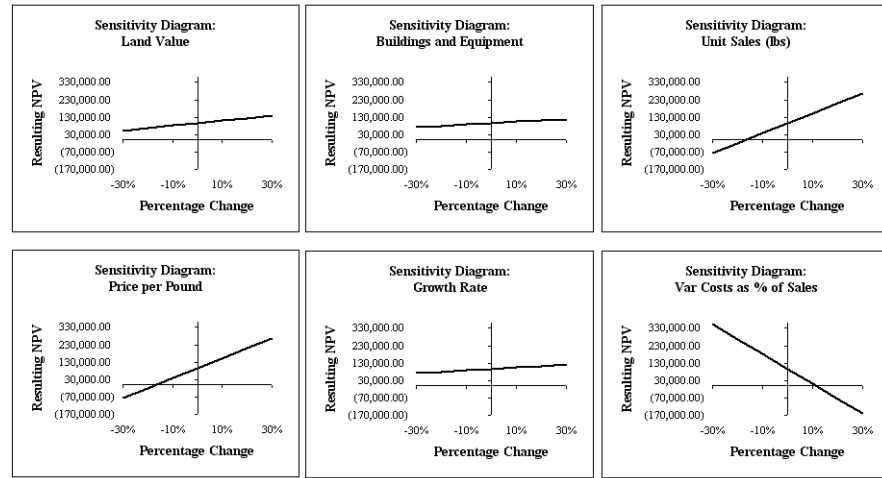 Sensitivity Diagram:
Land Value
Resulting NPV
330,000.00
230,000.00
130,000.00
30,000.00
(70,000.00)
(170,000.00)
-30%
-10%
10%
30%
Percentage Change
Sensitivity Diagram:
Buildings and Equipment
Resulting NPV
330,000.00
230,000.00
130,000.00
30,000.00
(70,000.00)
(170,000.00)
-30%
-10%
10%
30%
Percentage Change
Sensitivity Diagram:
Unit Sales (lbs)
Resulting NPV
330,000.00
230,000.00
130,000.00
30,000.00
(70,000.00)
(170,000.00)
-30%
-10%
10%
30%
Percentage Change
Sensitivity Diagram:
Price per Pound
Resulting NPV
330,000.00
230,000.00
130,000.00
30,000.00
(70,000.00)
(170,000.00)
-30%
-10%
10%
30%
Percentage Change
Sensitivity Diagram:
Growth Rate
Resulting NPV
330,000.00
230,000.00
130,000.00
30,000.00
(70,000.00)
(170,000.00)
-30%
-10%
10%
30%
Percentage Change
Sensitivity Diagram:
Var Costs as % of Sales
Resulting NPV
330,000.00
230,000.00
130,000.00
30,000.00
(70,000.00)
(170,000.00)
-30%
-10%
10%
30%
Percentage Change